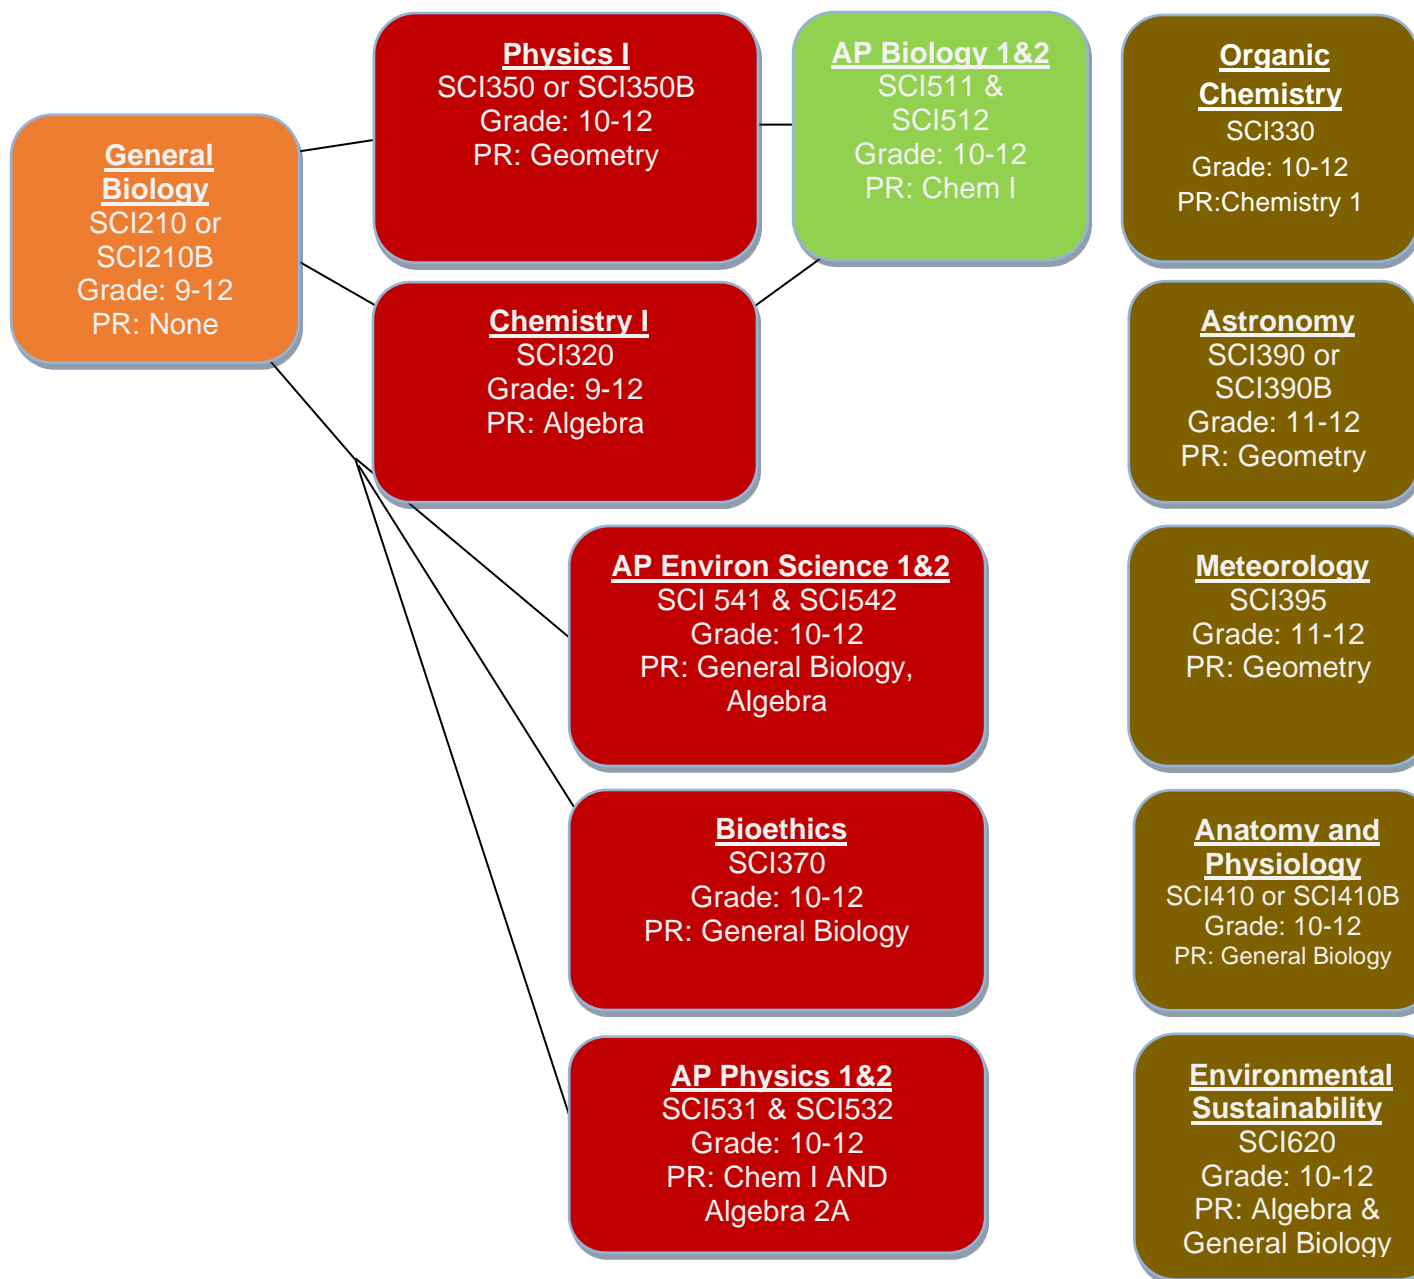 General
Biology
SCI210 or
SCI210B
Grade: 9-12
PR: None
Physics I
SCI350 or SCI350B
Grade: 10-12
PR: Geometry
Chemistry I
SCI320
Grade: 9-12
PR: Algebra
AP Biology 1&2
SCI511 &
SCI512
Grade: 10-12
PR: Chem I
AP Environ Science 1&2
SCI 541 & SCI542
Grade: 10-12
PR: General Biology,
Algebra
Bioethics
SCI370
Grade: 10-12
PR: General Biology
AP Physics 1&2
SCI531 & SCI532
Grade: 10-12
PR: Chem I AND
Algebra 2A
Organic
Chemistry
SCI330
Grade: 10-12
PR:Chemistry 1
Astronomy
SCI390 or
SCI390B
Grade: 11-12
PR: Geometry
Meteorology
SCI395
Grade: 11-12
PR: Geometry
Anatomy and
Physiology
SCI410 or SCI410B
Grade: 10-12
PR: General Biology
Environmental
Sustainability
SCI620
Grade: 10-12
PR: Algebra &
General Biology